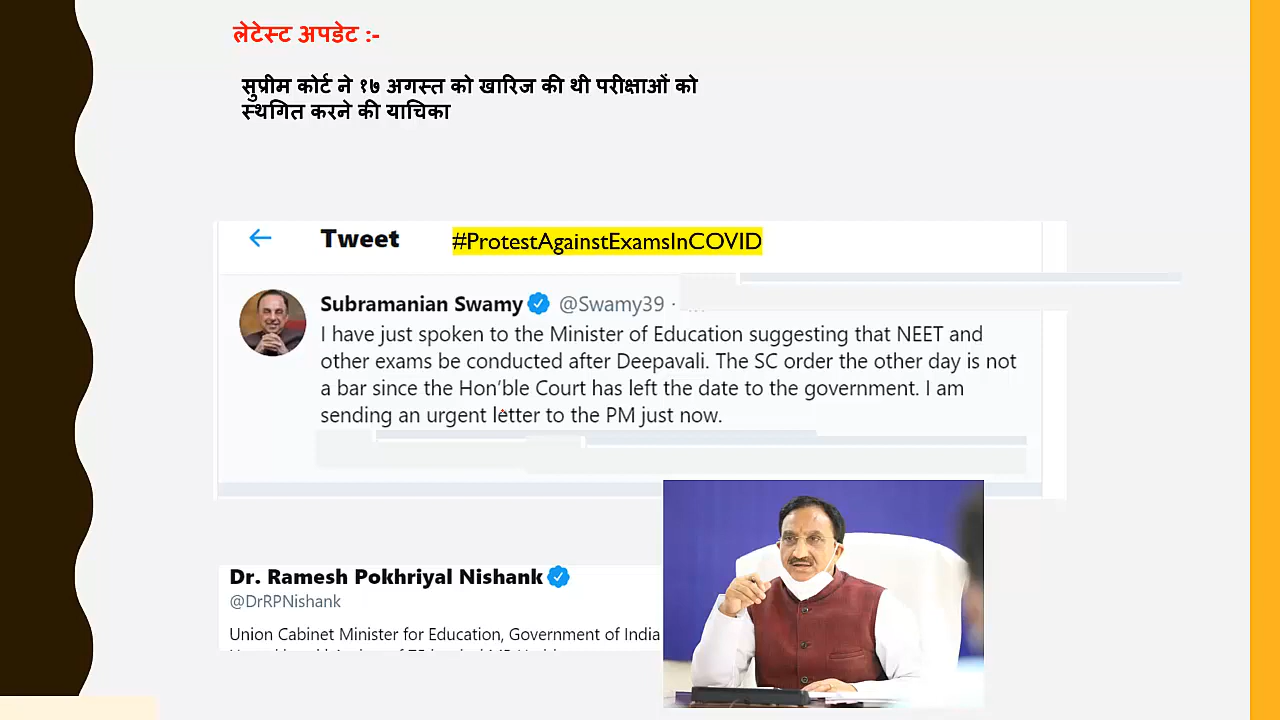 लेटेस्ट अपडेट :-
सुप्रीम कोर्ट ने १७ अगस्त को खारिज की थी परीक्षाओं को
स्थगित करने की याचिका
Tweet #ProtestAgainstExamsInCOVID
Subramanian Swamy @Swamy39 ·
I have just spoken to the Minister of Education suggesting that NEET and
other exams be conducted after Deepavali. The SC order the other day is not
a bar since the Hon'ble Court has left the date to the government. I am
sending an urgent letter to the PM just now.
Dr. Ramesh Pokhriyal Nishank
@DrRPNishank
Union Cabinet Minister for Education, Government of India